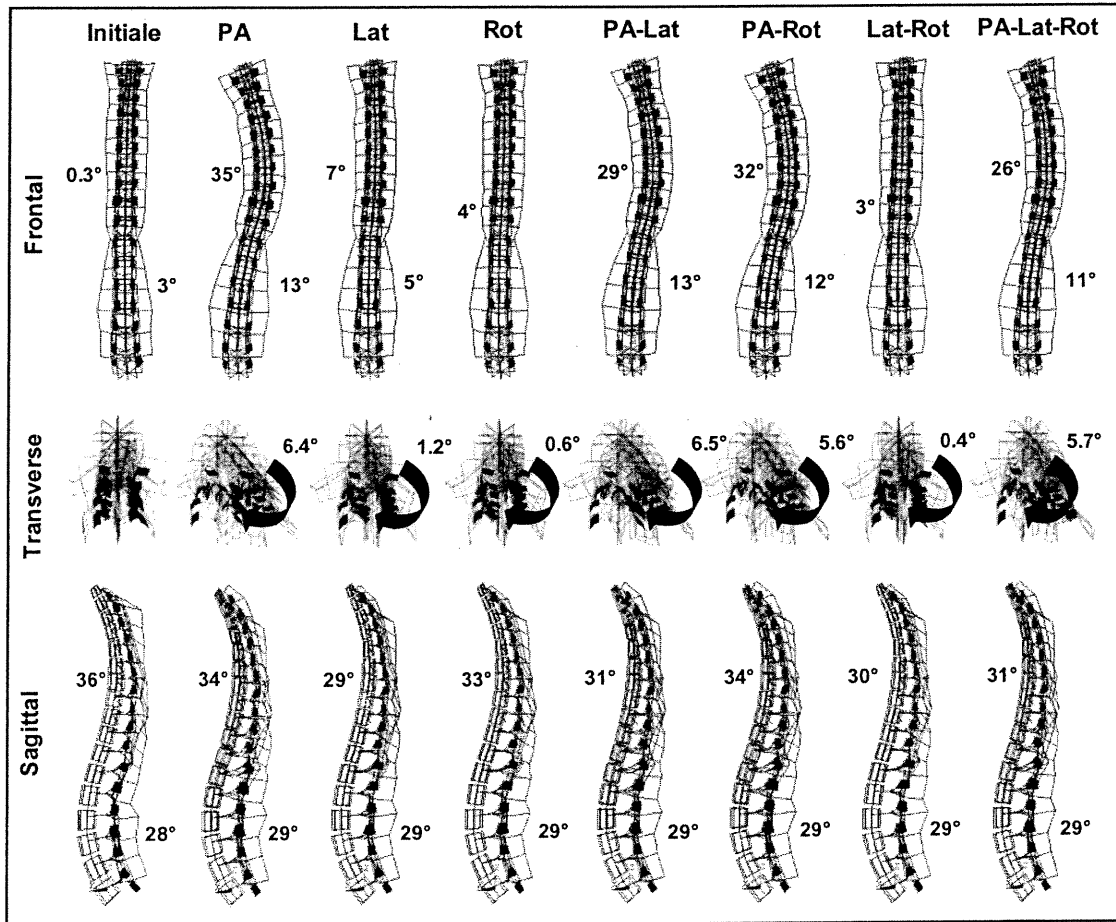 Initiale PA Lat Rot PA-Lat PA-Rot Lat-Rot PA-Lat-Rot
Frontal
0.3° 35° 7° 4° 29° 32° 3° 26°
3° 13° 5° 13° 12° 11°
Transverse
6.4° 1.2° 0.6° 6.5° 5.6° 0.4° 5.7°
Sagittal
36° 34° 29° 33° 31° 34° 30° 31°
28° 29° 29° 29° 29° 29° 29° 29°